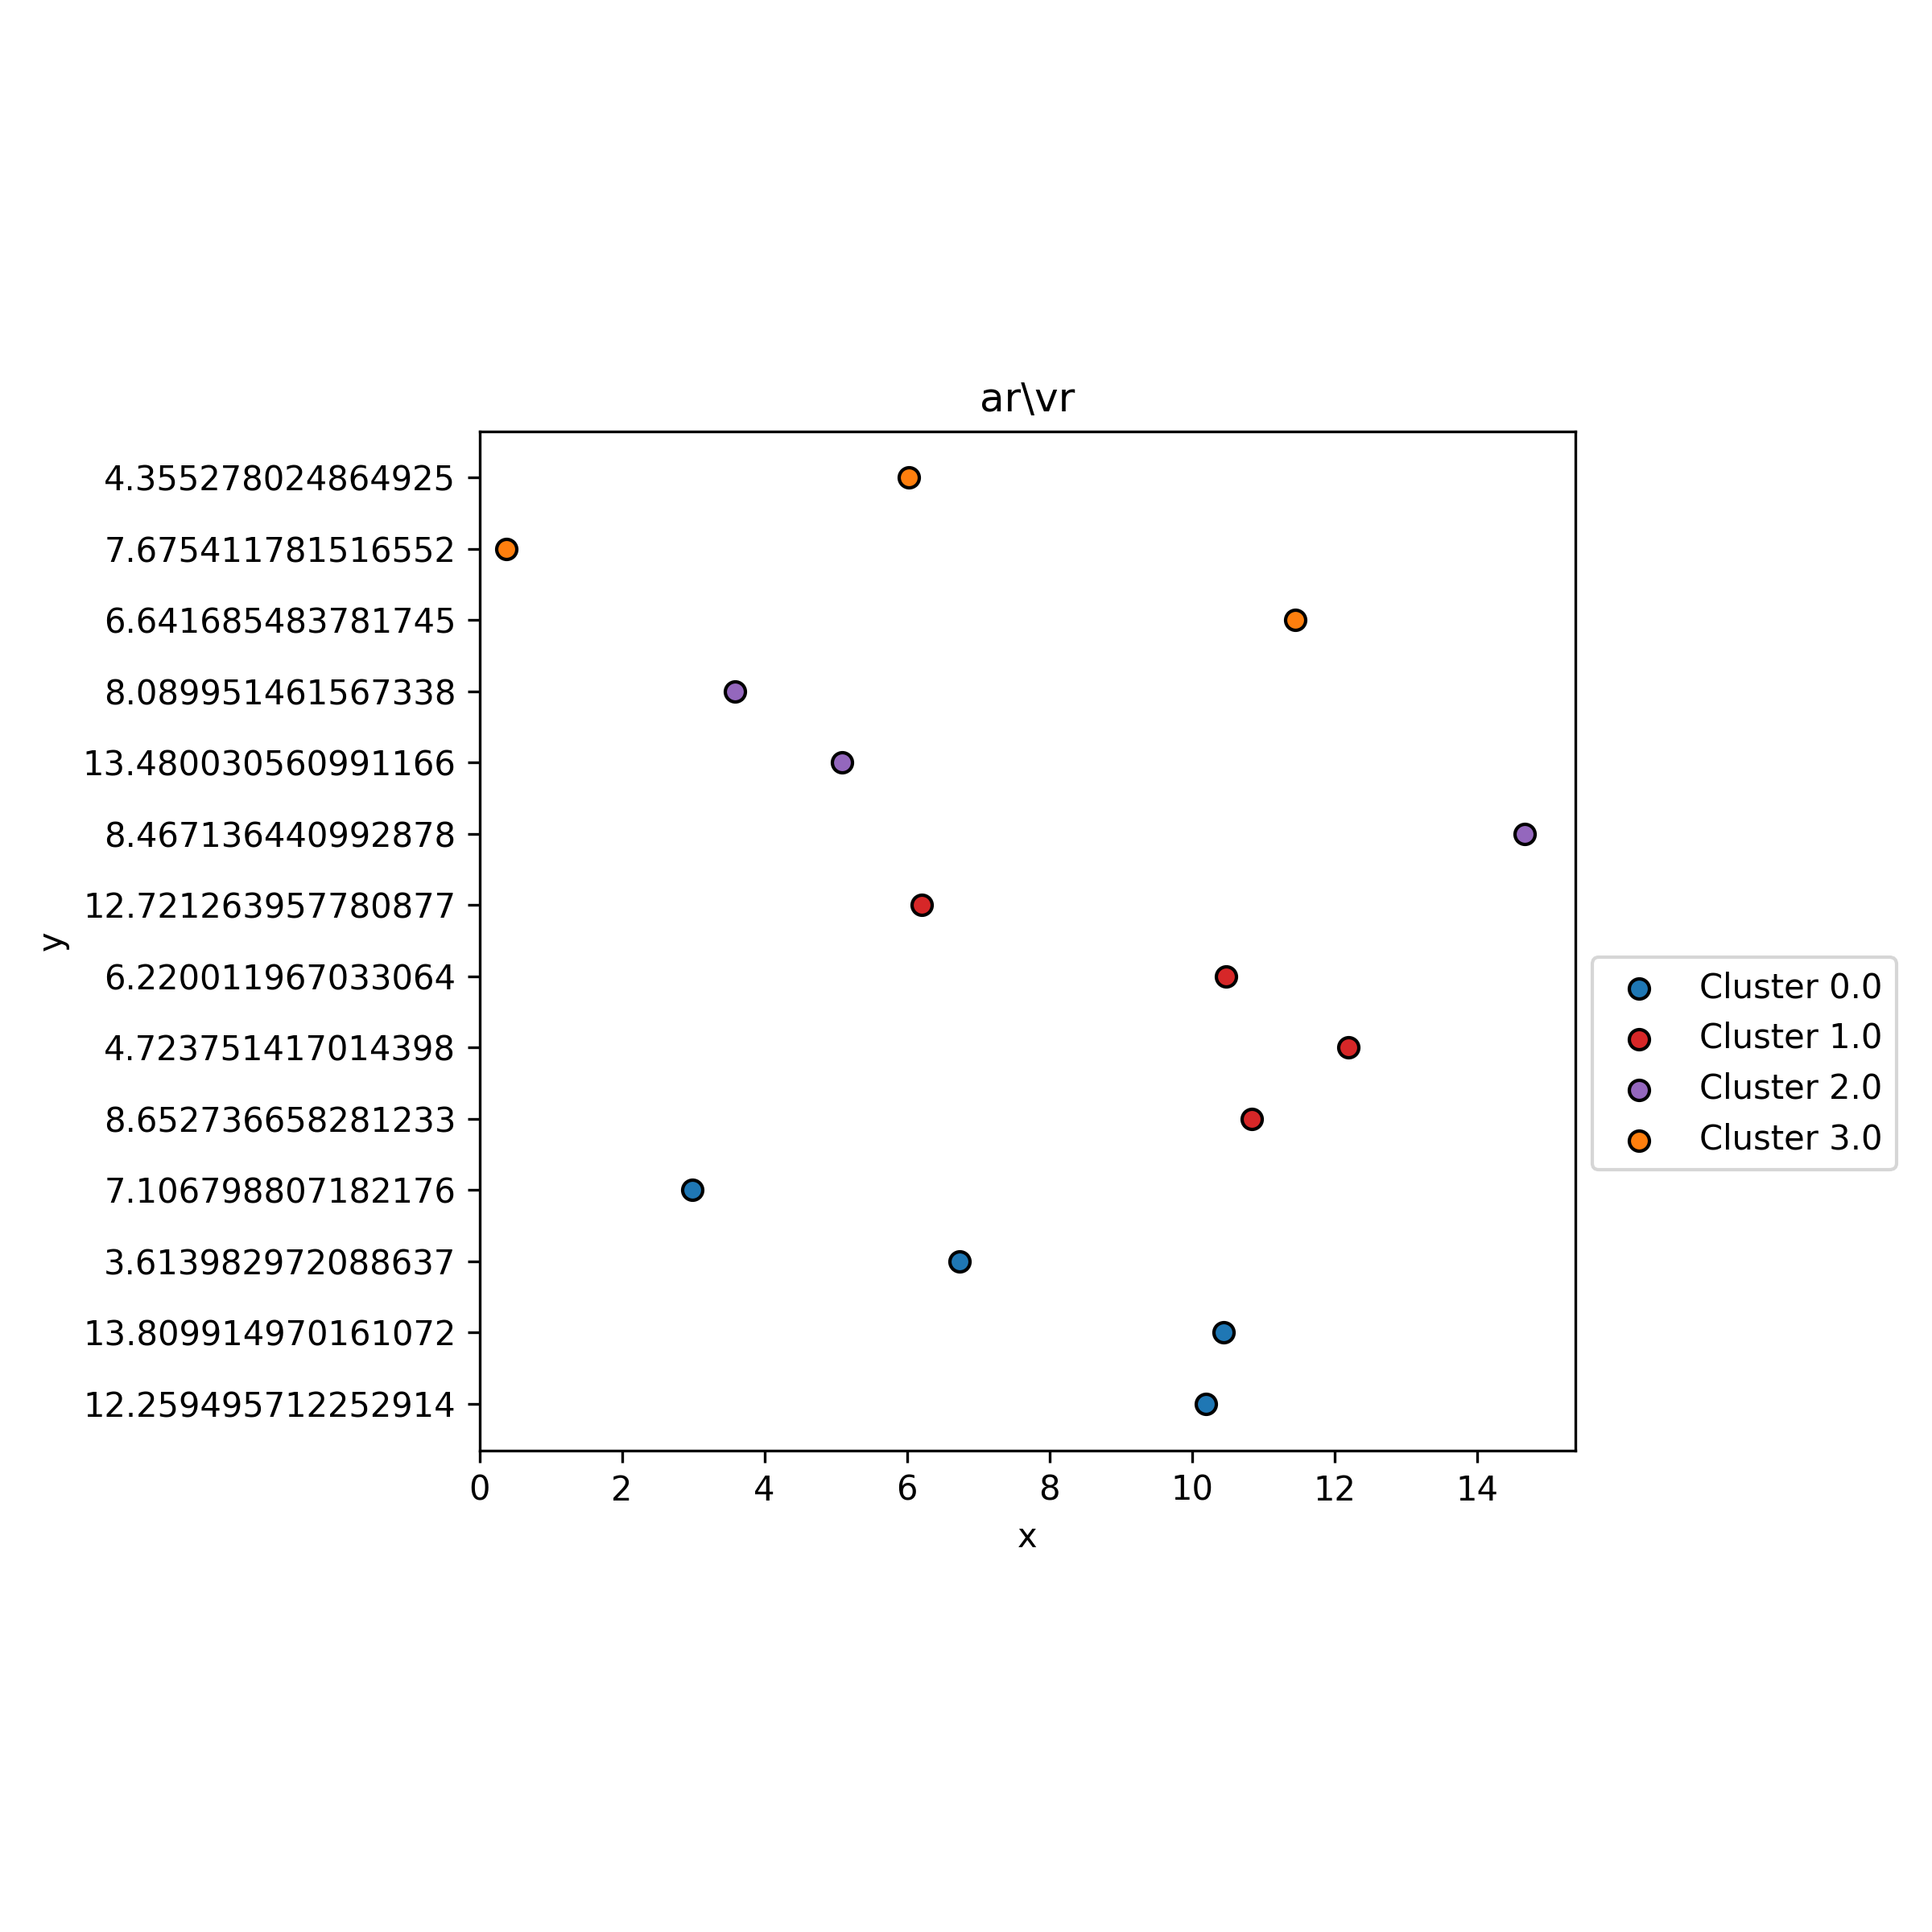 ar\vr
4.355278024864925
7.675411781516552
6.641685483781745
8.089951461567338
13.480030560991166
8.467136440992878
12.721263957780877
6.220011967033064
4.723751417014398
8.652736658281233
7.106798807182176
3.613982972088637
13.809914970161072
12.259495712252914
y
0 2 4 6 8 10 12 14
x
Cluster 0.0
Cluster 1.0
Cluster 2.0
Cluster 3.0